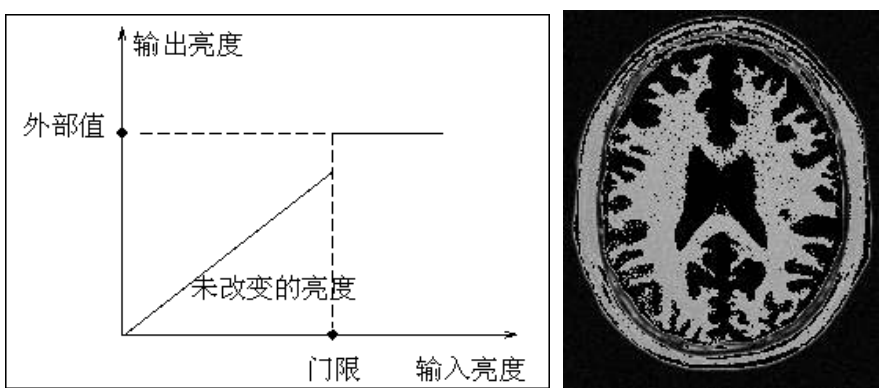 输出亮度
外部值
未改变的亮度
门限
输入亮度